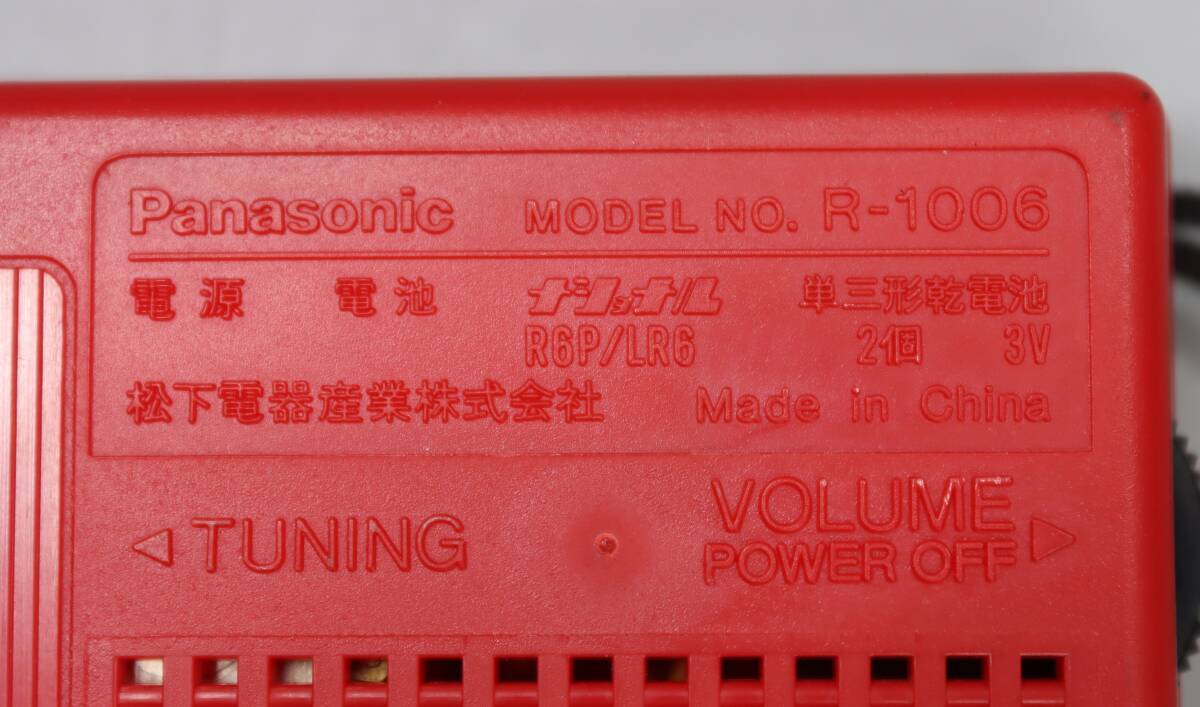 Panasonic MODEL NO. R-1006
電源 電池 ナショナル 単三形乾電池
R6P/LR6 2個 3V
松下電器産業株式会社 Made in China
◁ TUNING VOLUME ▷
POWER OFF